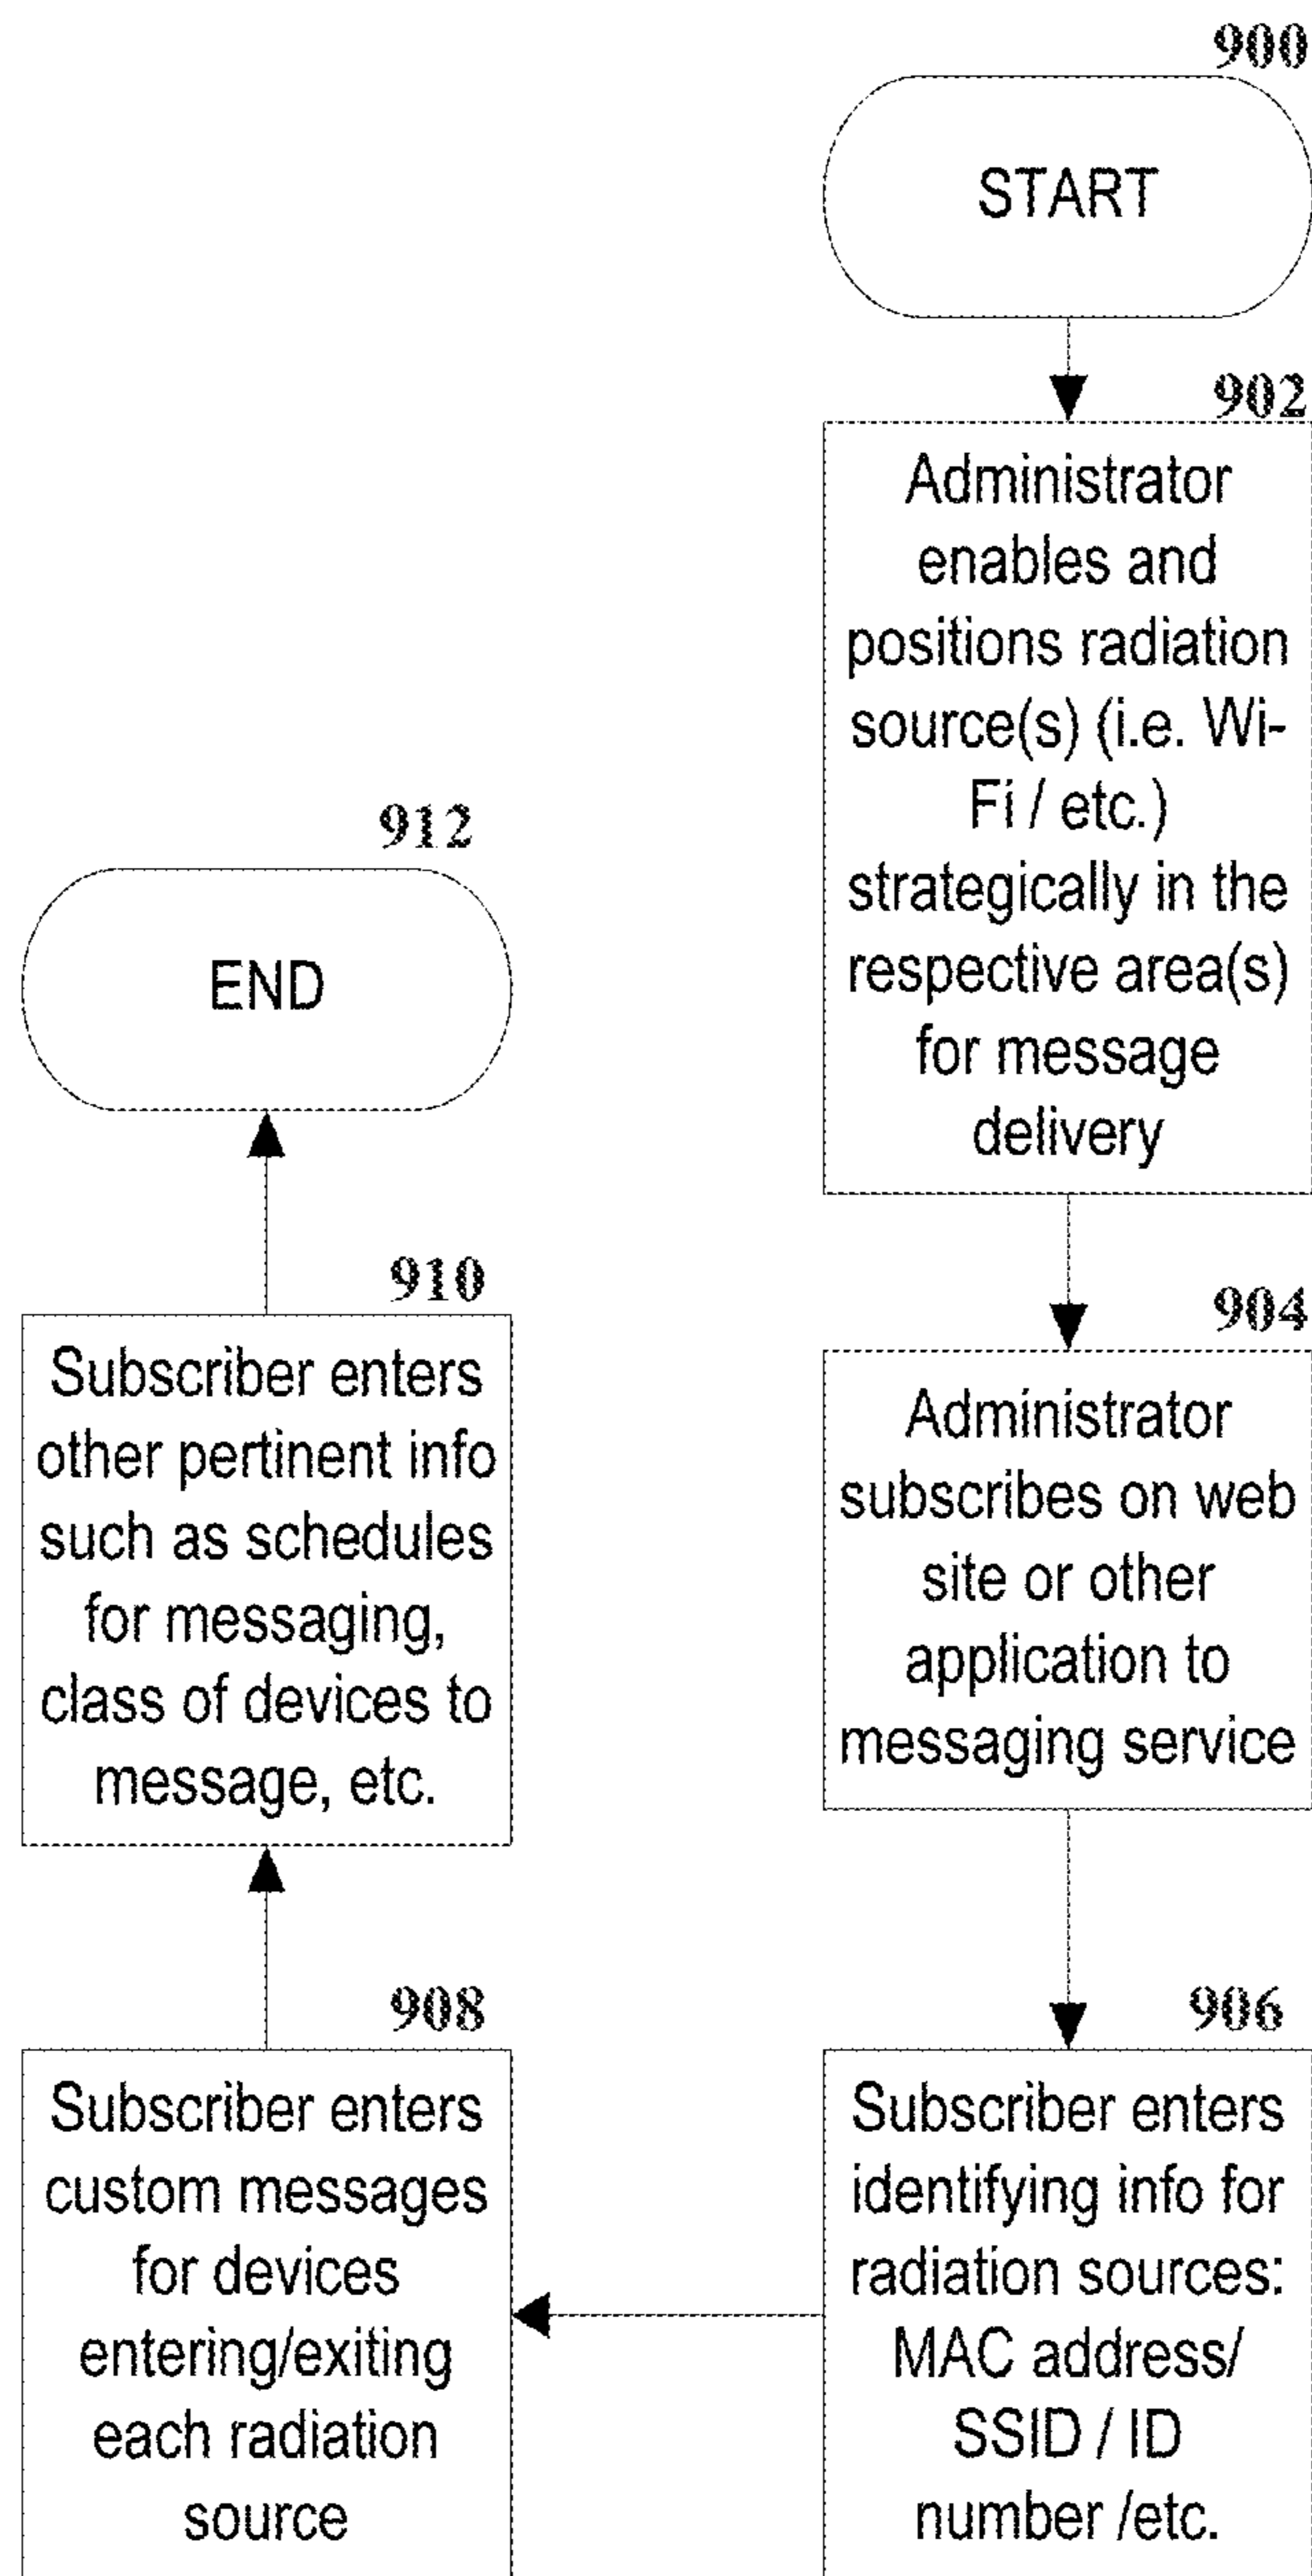 900
START
902
Administrator
enables and
positions radiation
source(s) (i.e. Wi-
Fi / etc.)
strategically in the
respective area(s)
for message
delivery
904
Administrator
subscribes on web
site or other
application to
messaging service
906
Subscriber enters
identifying info for
radiation sources:
MAC address/
SSID / ID
number /etc.
908
Subscriber enters
custom messages
for devices
entering/exiting
each radiation
source
910
Subscriber enters
other pertinent info
such as schedules
for messaging,
class of devices to
message, etc.
912
END